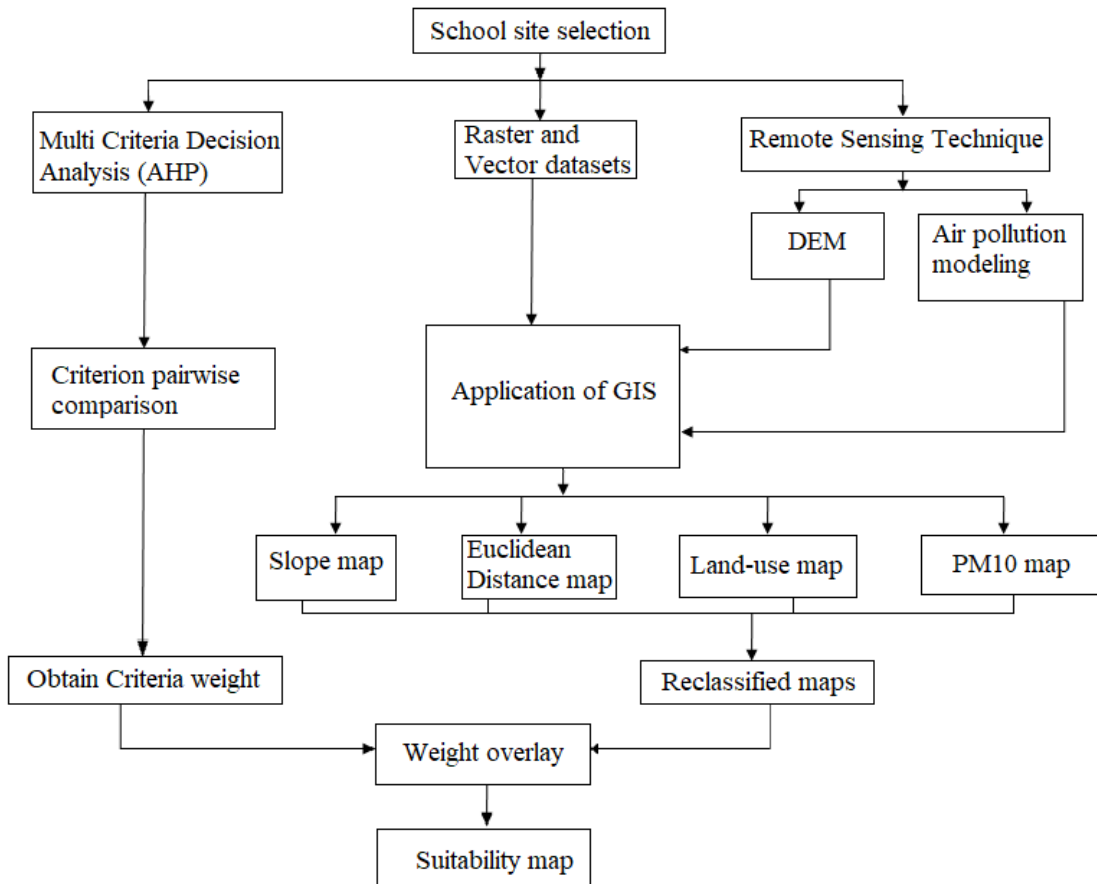 School site selection
Multi Criteria Decision
Analysis (AHP)
Raster and
Vector datasets
Remote Sensing Technique
DEM
Air pollution
modeling
Application of GIS
Criterion pairwise
comparison
Slope map
Euclidean
Distance map
Land-use map
PM10 map
Obtain Criteria weight
Reclassified maps
Weight overlay
Suitability map